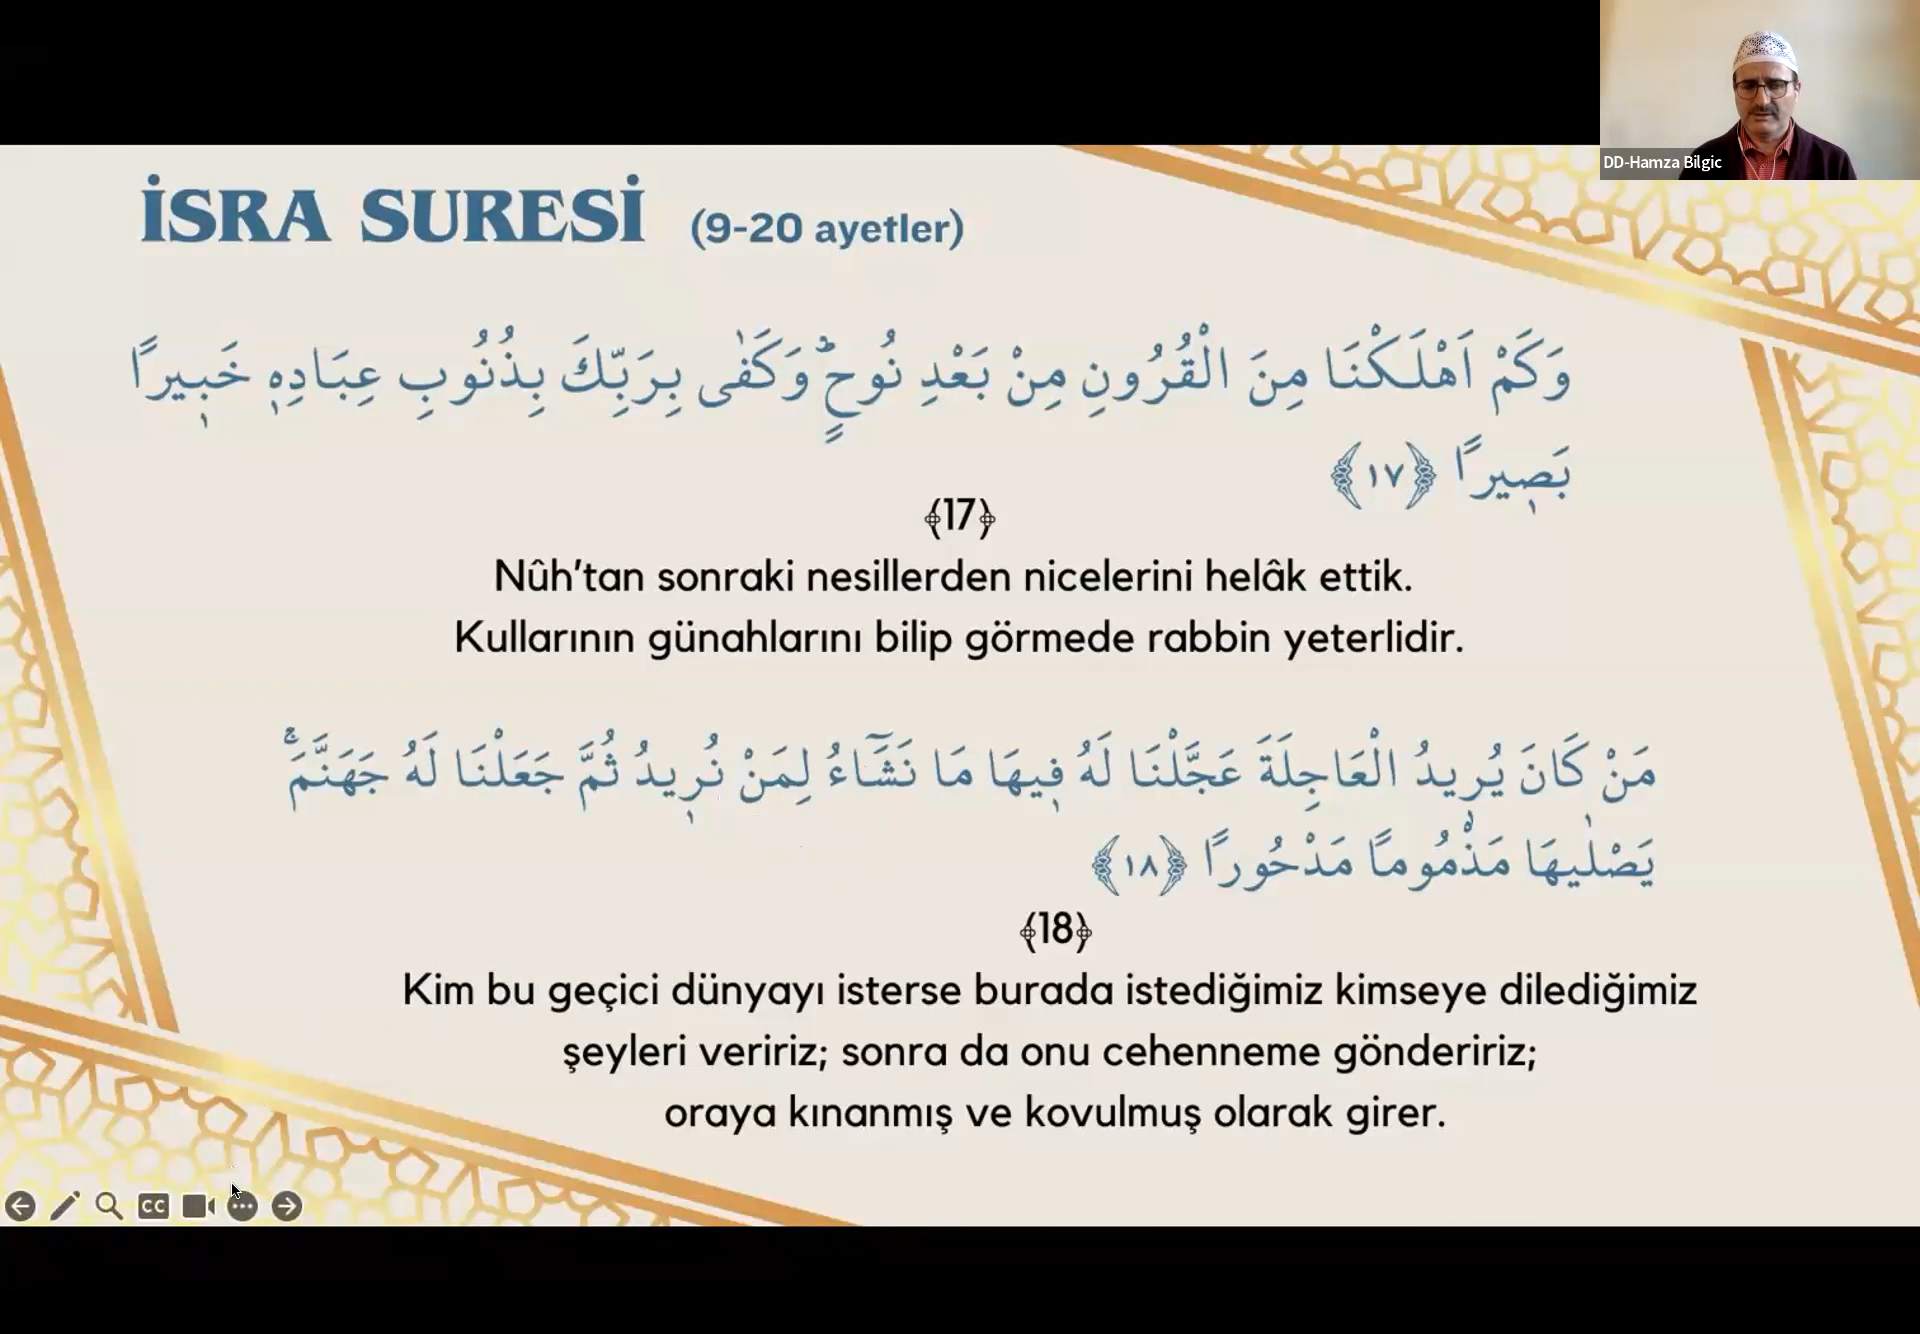 DD-Hamza Bilgic
İSRA SURESİ (9-20 ayetler)
وَكَمْ اَهْلَكْنَا مِنَ الْقُرُونِ مِنْ بَعْدِ نُوحٍۜ وَكَفٰى بِرَبِّكَ بِذُنُوبِ عِبَادِه۪ خَب۪يرًا
بَص۪يرًا ﴿١٧﴾
﴾17﴿
Nûh’tan sonraki nesillerden nicelerini helâk ettik.
Kullarının günahlarını bilip görmede rabbin yeterlidir.
مَنْ كَانَ يُر۪يدُ الْعَاجِلَةَ عَجَّلْنَا لَهُ ف۪يهَا مَا نَشَٓاءُ لِمَنْ نُر۪يدُ ثُمَّ جَعَلْنَا لَهُ جَهَنَّمَۚ
يَصْلٰيهَا مَذْمُومًا مَدْحُورًا ﴿١٨﴾
﴾18﴿
Kim bu geçici dünyayı isterse burada istediğimiz kimseye dilediğimiz
şeyleri veririz; sonra da onu cehenneme göndeririz;
oraya kınanmış ve kovulmuş olarak girer.
CC